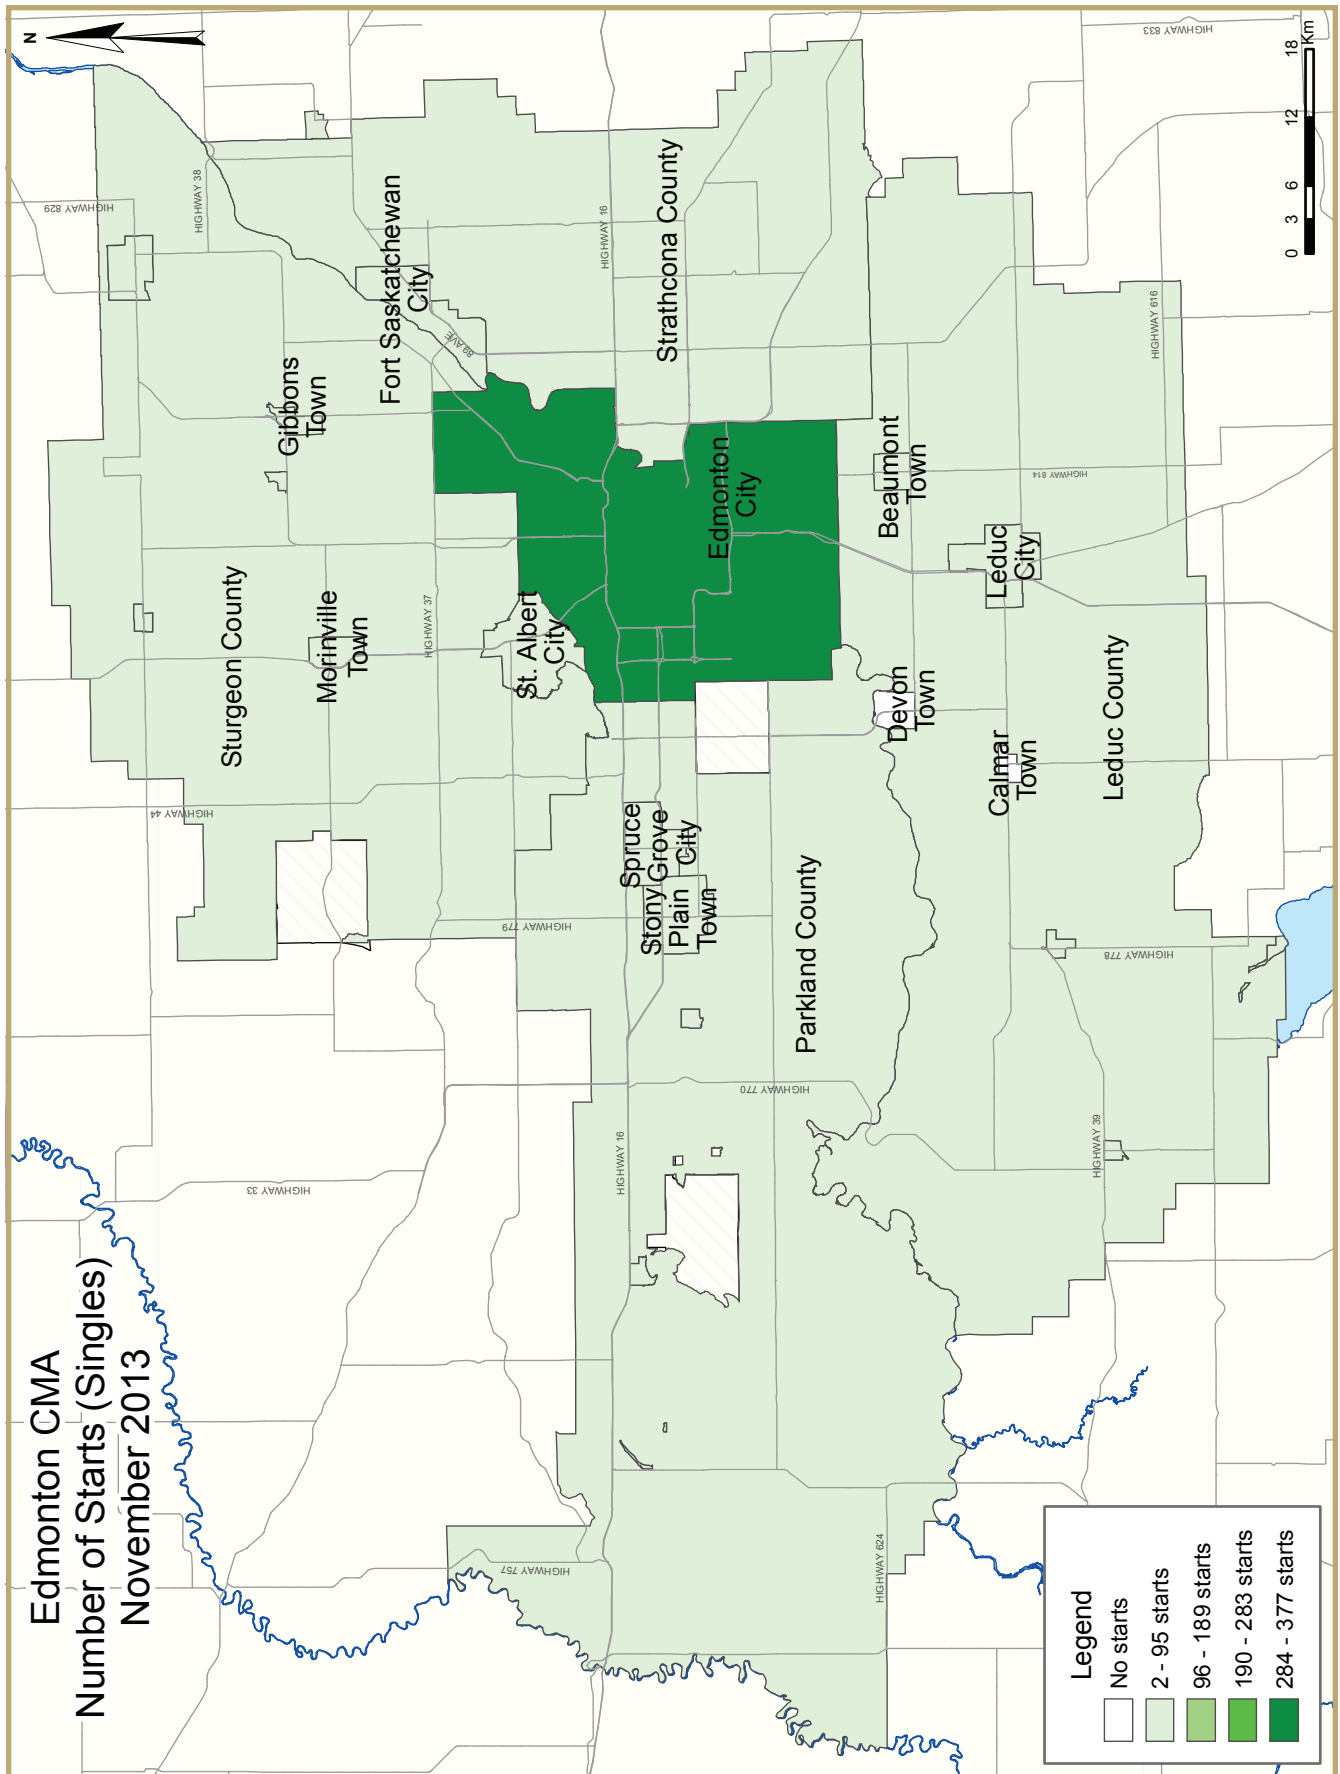 Edmonton CMA
Number of Starts (Singles)
November 2013
N
HIGHWAY 829
HIGHWAY 38
HIGHWAY 44
HIGHWAY 33
Sturgeon County
Gibbons
Town
Morinville
Town
Fort Saskatchewan
City
89 AVE
HIGHWAY 37
St. Albert
City
HIGHWAY 779
HIGHWAY 757
HIGHWAY 16
HIGHWAY 16
Strathcona County
Edmonton
City
Spruce
Grove
City
Stony
Plain
Town
Parkland County
HIGHWAY 770
HIGHWAY 624
Beaumont
Town
Devon
Town
HIGHWAY 814
Leduc
City
Calmar
Town
Leduc County
HIGHWAY 778
HIGHWAY 39
HIGHWAY 616
HIGHWAY 833
0 3 6 12 18
Km
Legend
No starts
2 - 95 starts
96 - 189 starts
190 - 283 starts
284 - 377 starts